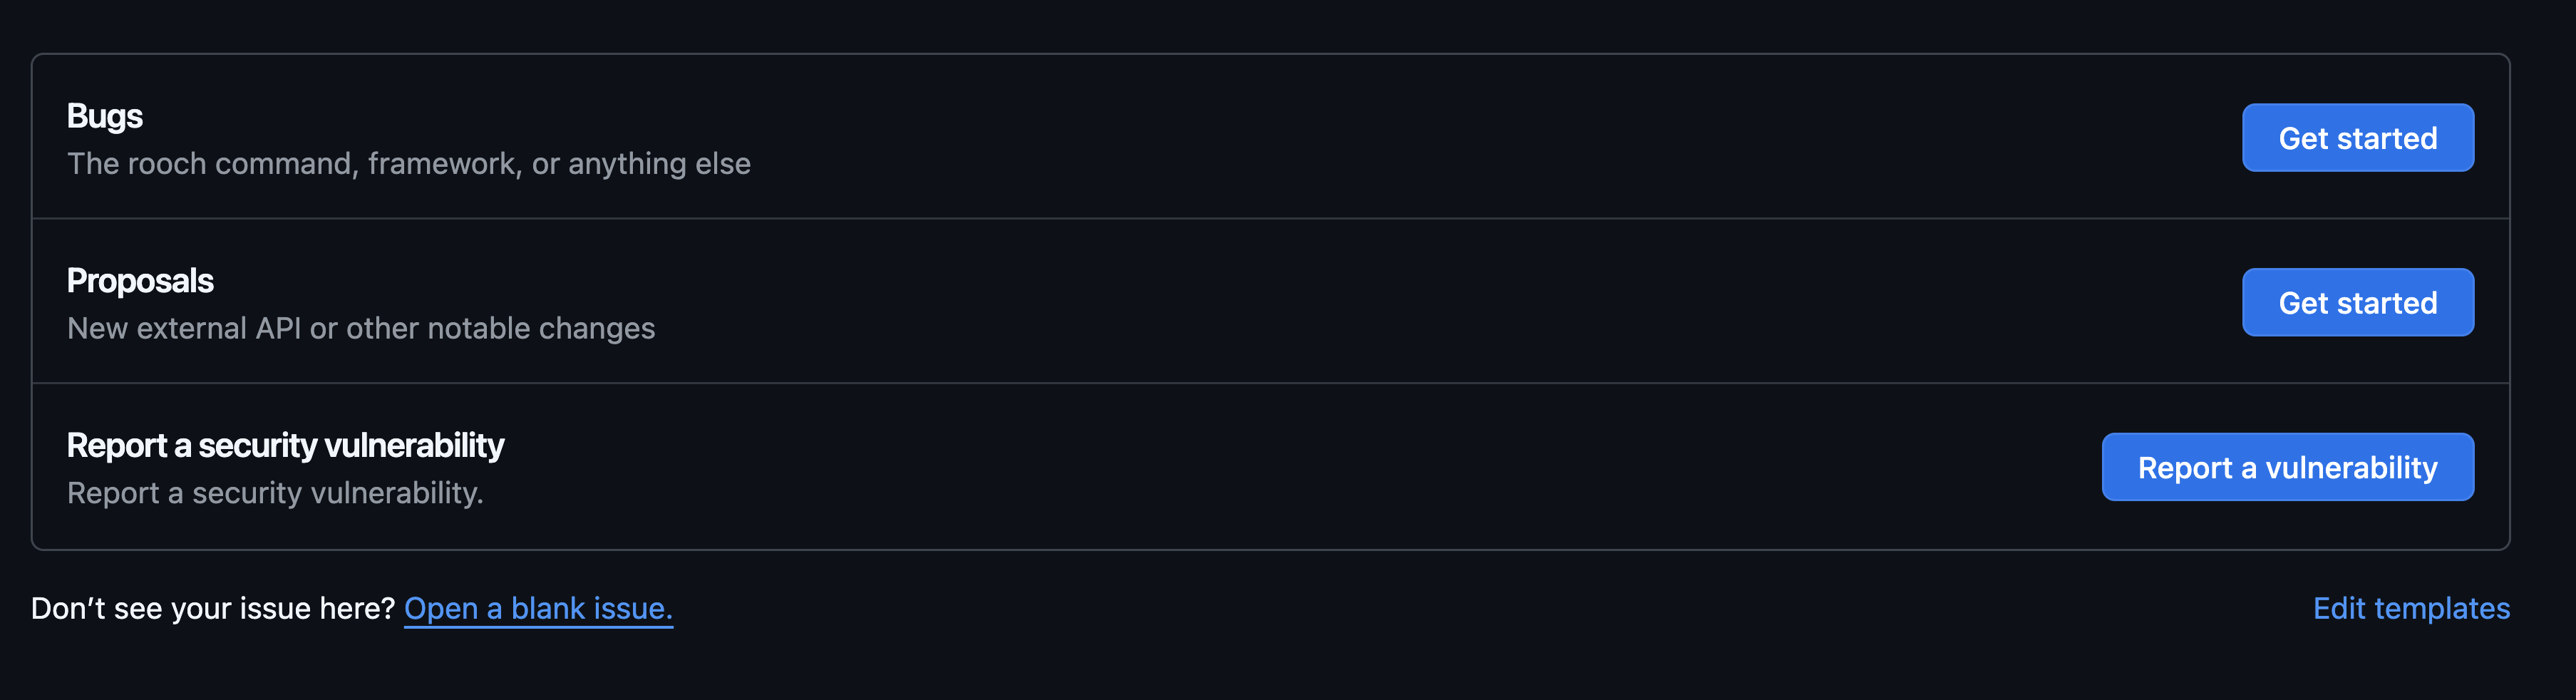 Bugs
The rooch command, framework, or anything else
Get started
Proposals
New external API or other notable changes
Get started
Report a security vulnerability
Report a security vulnerability.
Report a vulnerability
Don’t see your issue here? Open a blank issue.
Edit templates